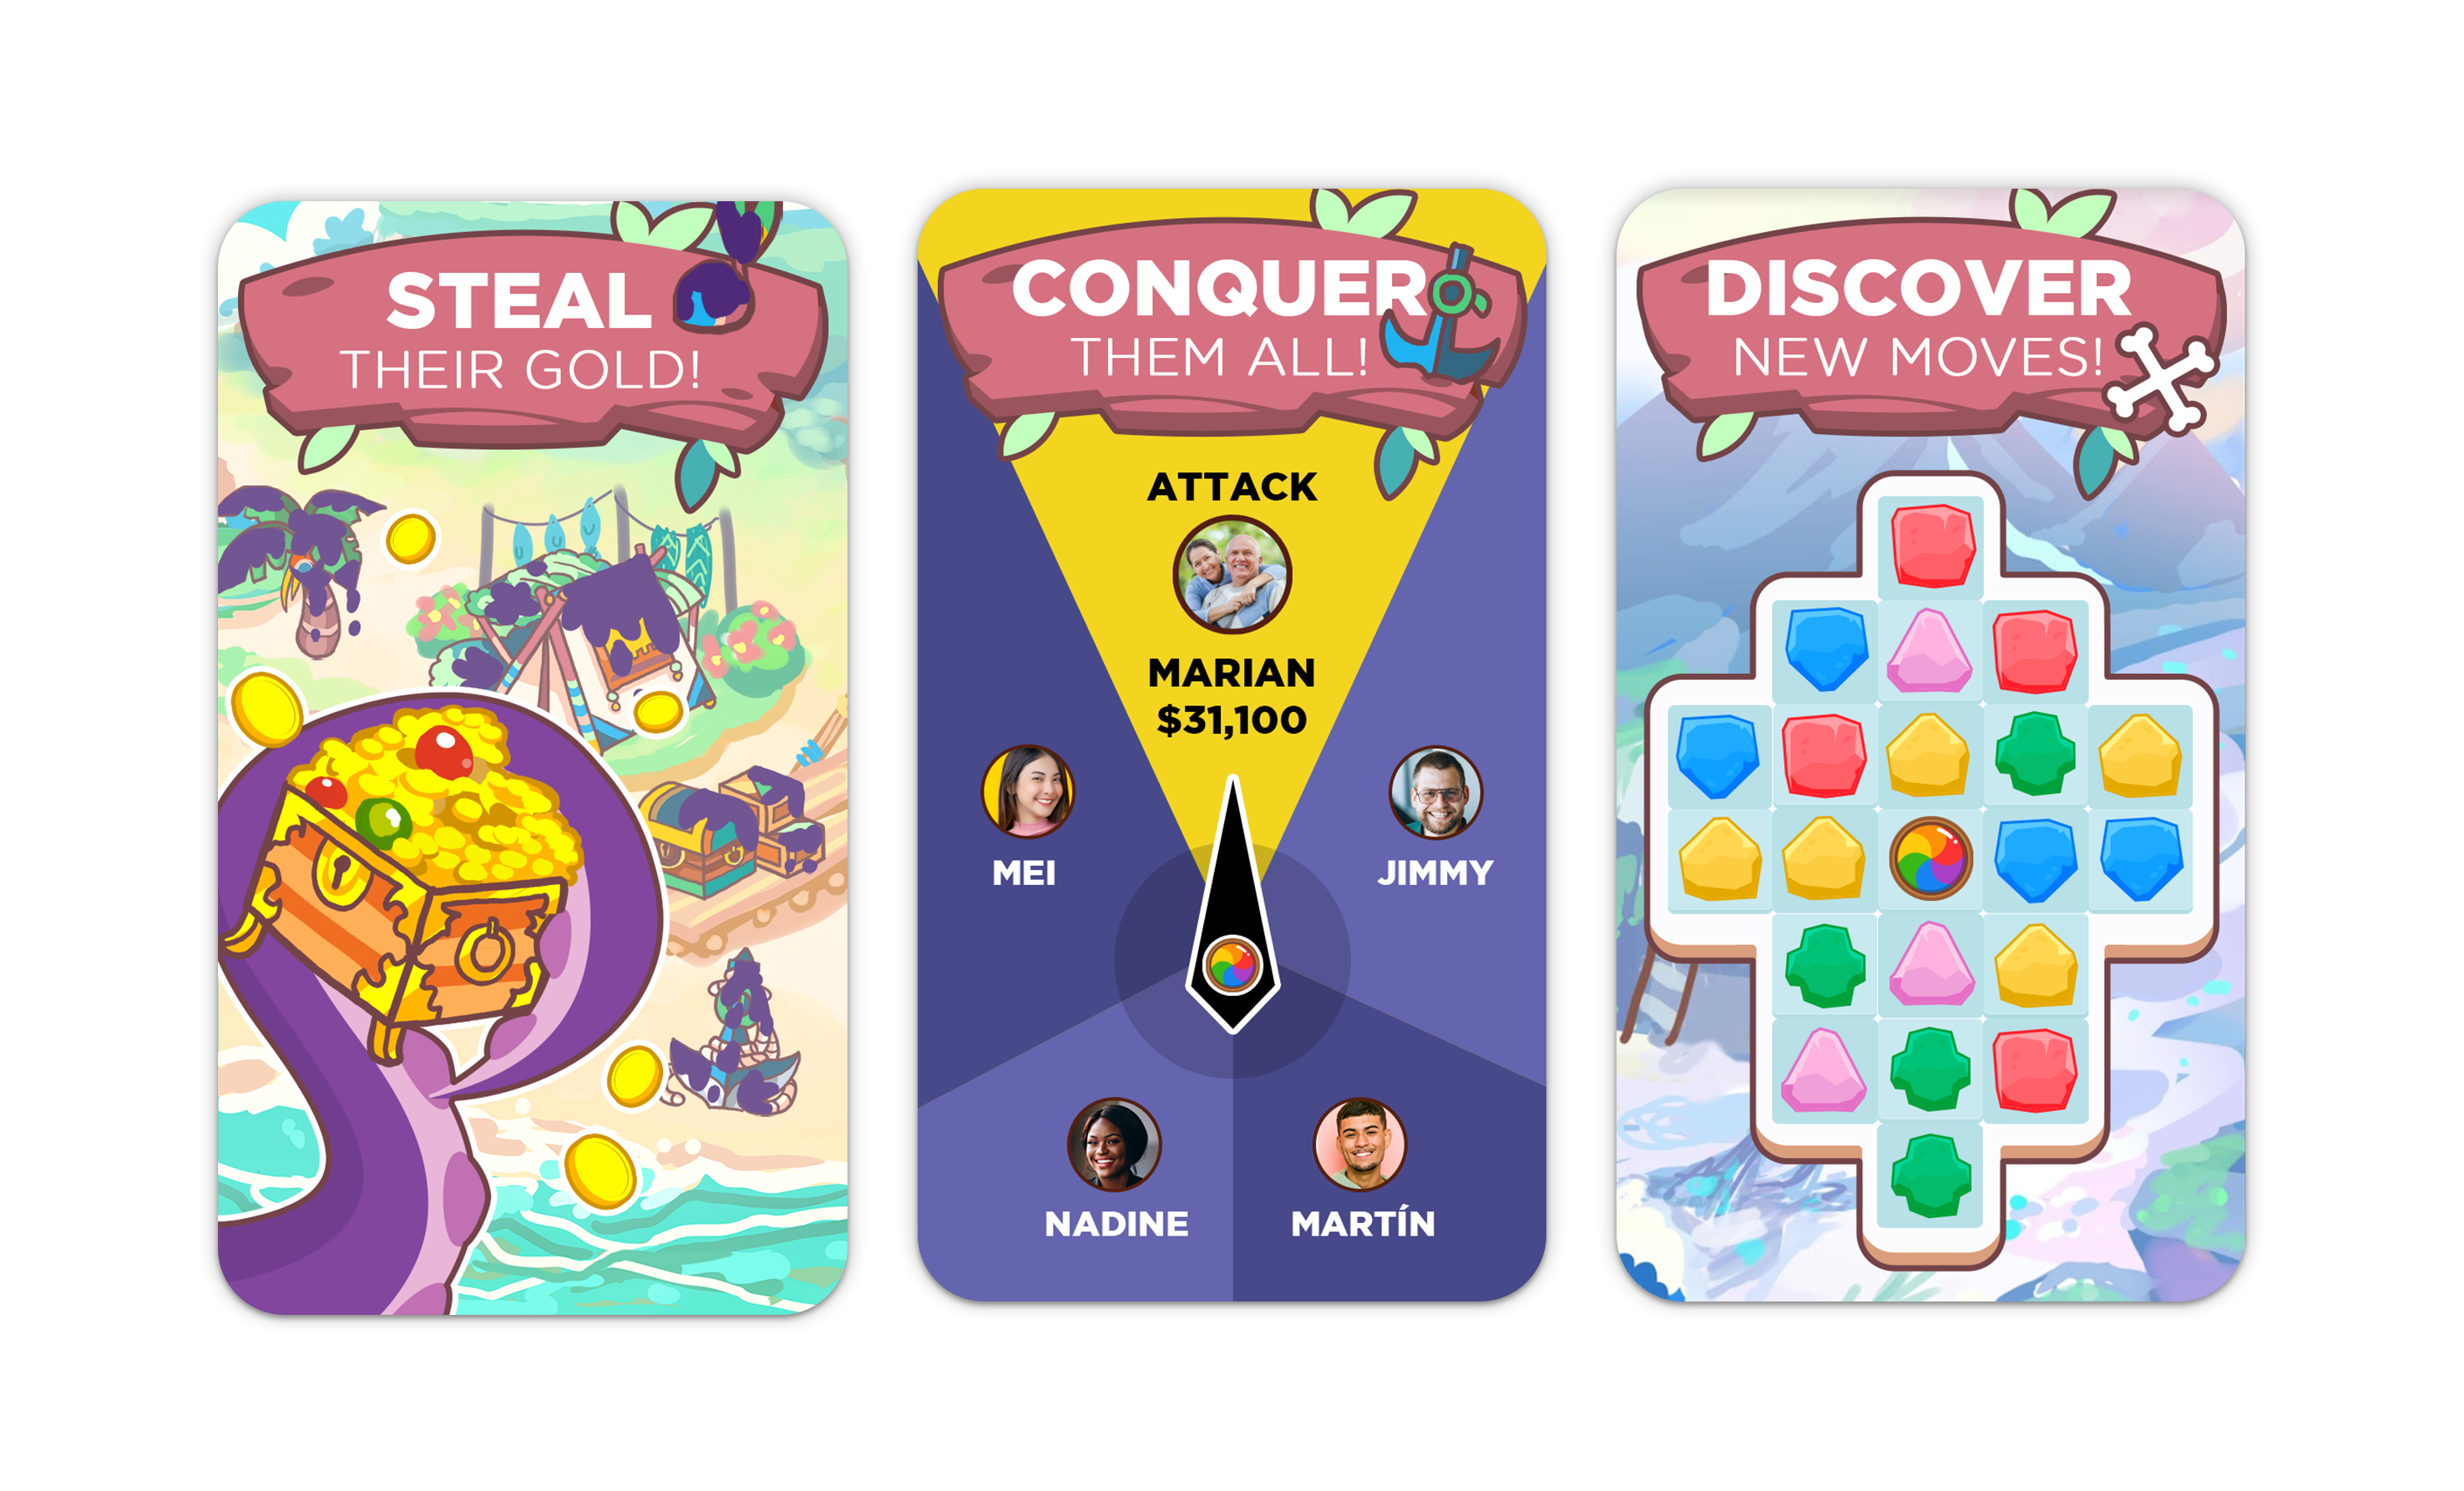 STEAL
THEIR GOLD!
CONQUER
THEM ALL!
ATTACK
MARIAN
$31,100
MEI
JIMMY
NADINE
MARTÍN
DISCOVER
NEW MOVES!